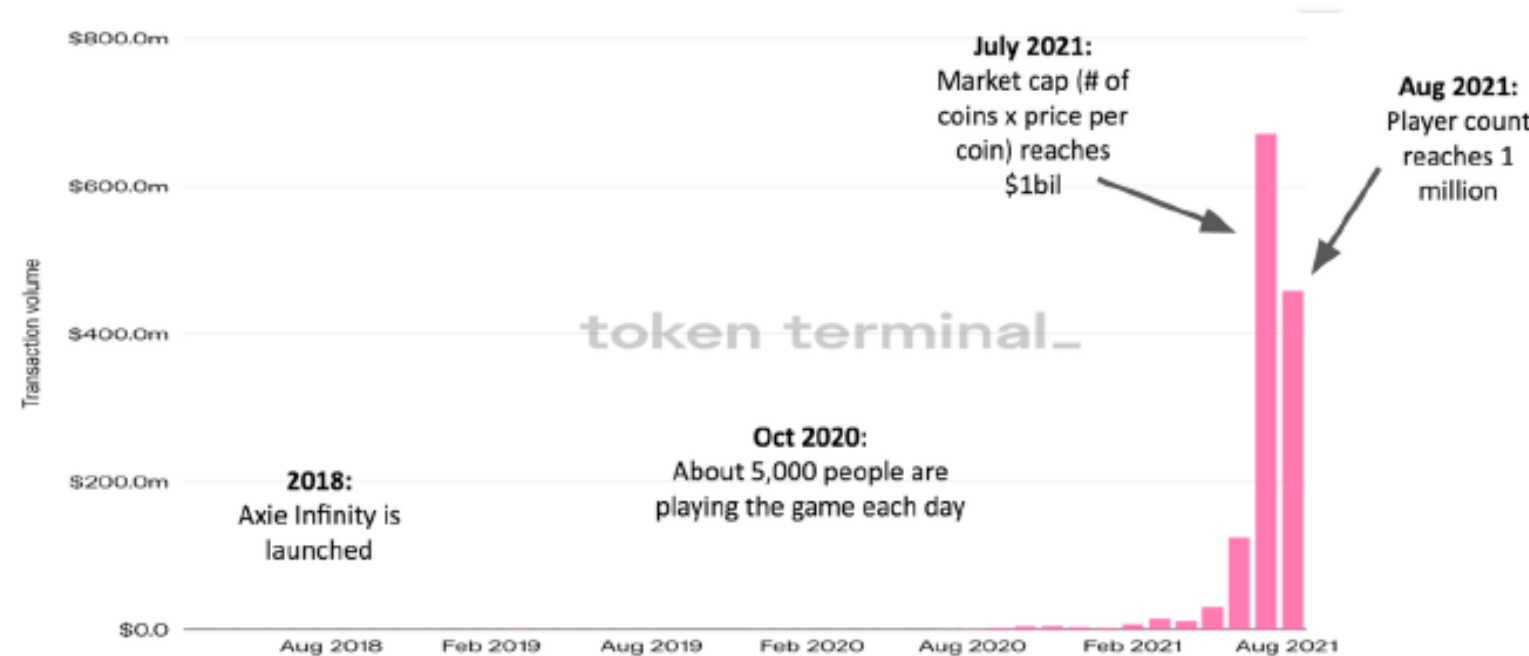 $800.0m
July 2021:
Market cap (# of
coins x price per
coin) reaches
$1bil
Aug 2021:
Player count
reaches 1
million
$600.0m
Transaction volume
$400.0m
token terminal_
Oct 2020:
About 5,000 people are
playing the game each day
$200.0m
2018:
Axie Infinity is
launched
$0.0
Aug 2018 Feb 2019 Aug 2019 Feb 2020 Aug 2020 Feb 2021 Aug 2021